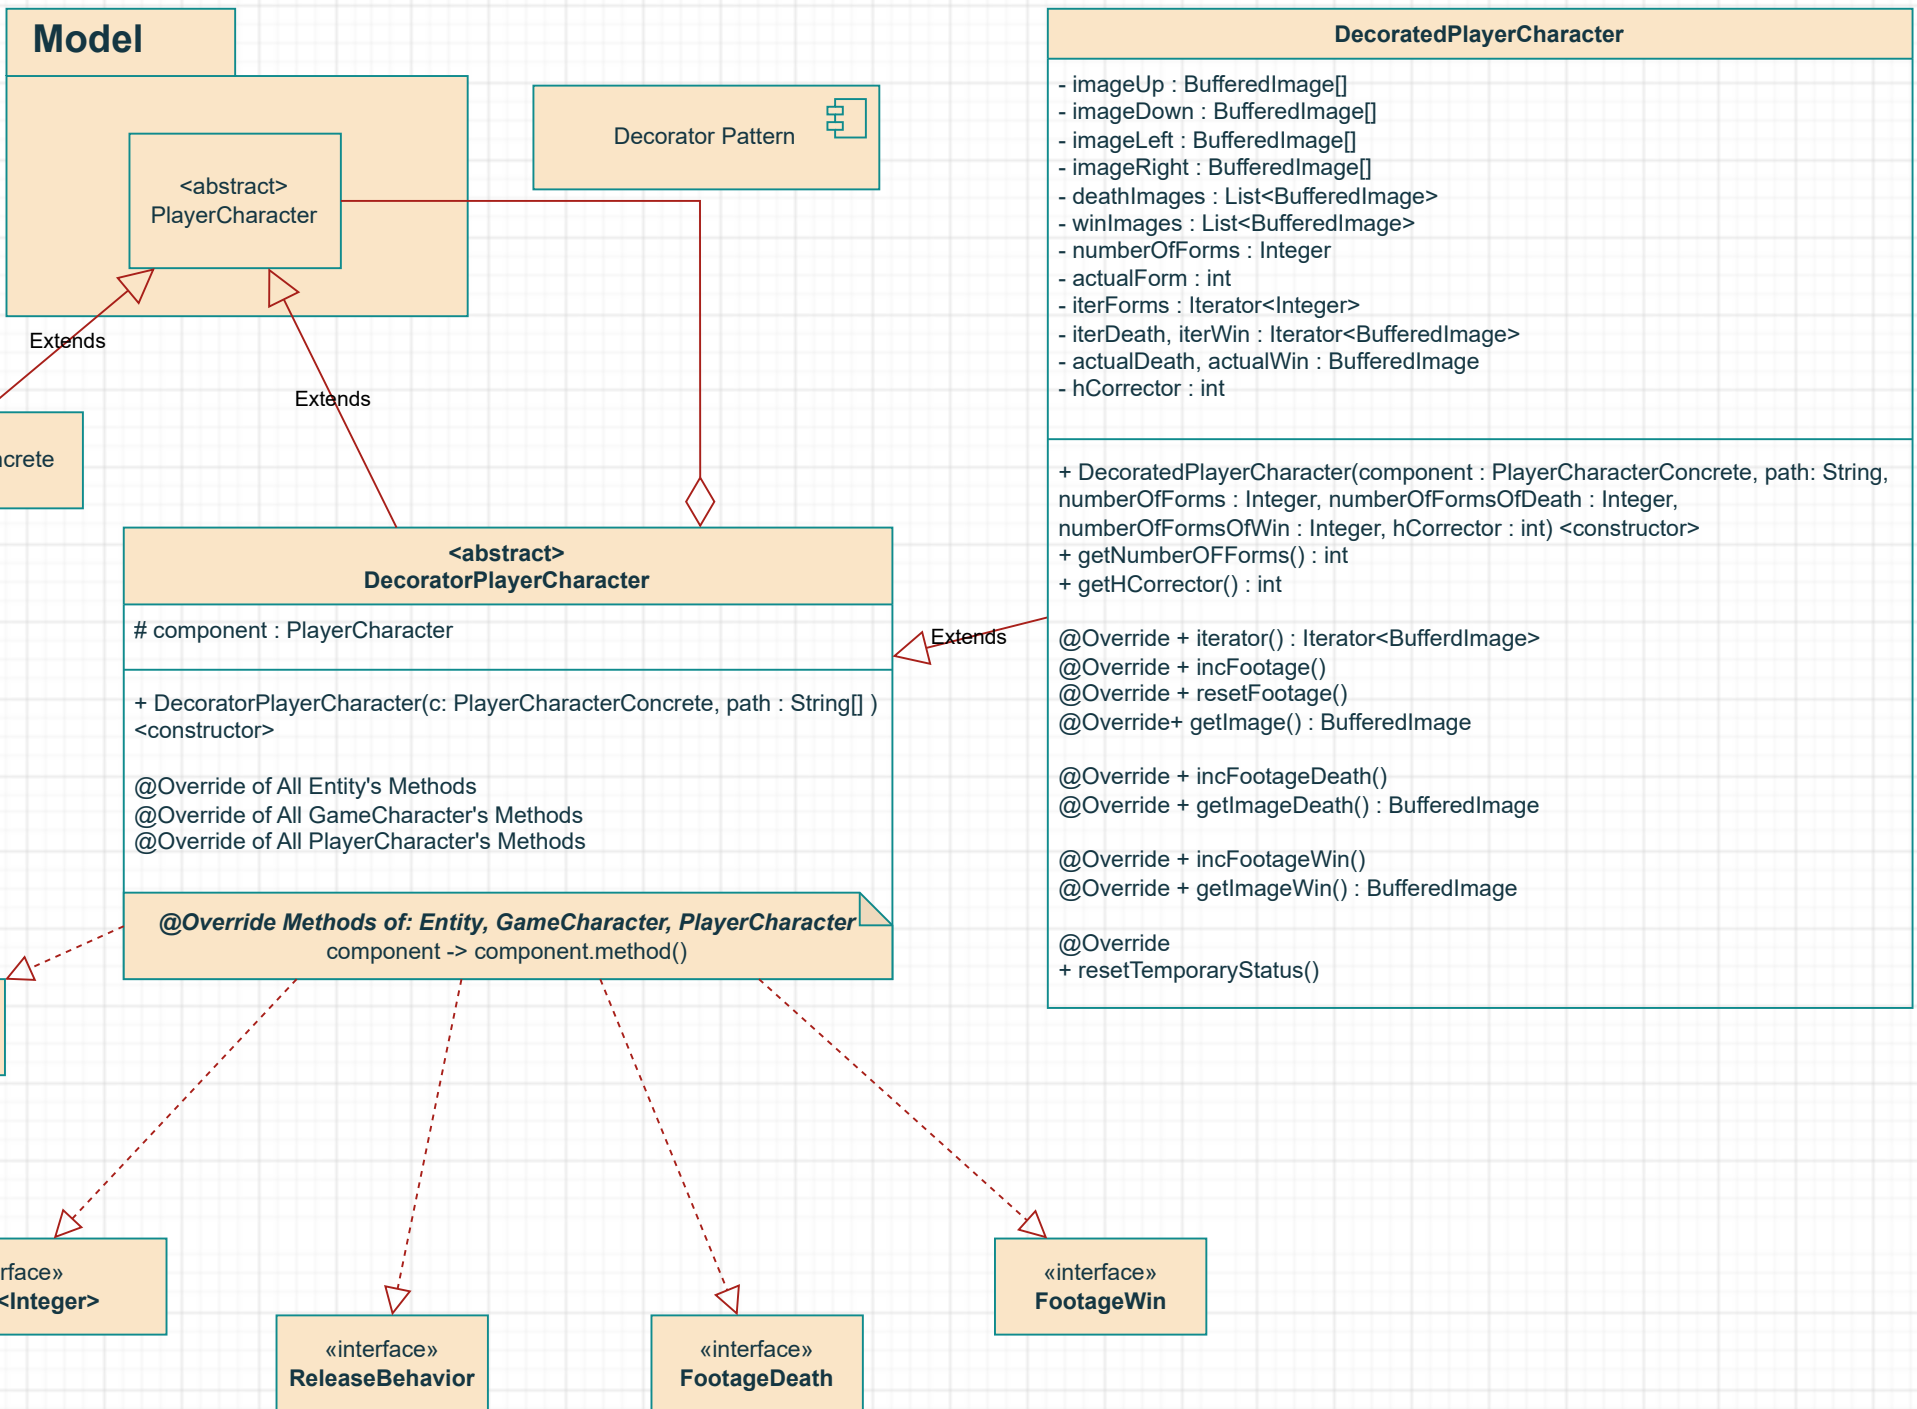 Model
<abstract>
PlayerCharacter
Decorator Pattern
Extends
Extends
<abstract>
DecoratorPlayerCharacter
# component : PlayerCharacter
+ DecoratorPlayerCharacter(c: PlayerCharacterConcrete, path : String[] )
<constructor>
@Override of All Entity's Methods
@Override of All GameCharacter's Methods
@Override of All PlayerCharacter's Methods
@Override Methods of: Entity, GameCharacter, PlayerCharacter
component -> component.method()
Extends
DecoratedPlayerCharacter
- imageUp : BufferedImage[]
- imageDown : BufferedImage[]
- imageLeft : BufferedImage[]
- imageRight : BufferedImage[]
- deathImages : List<BufferedImage>
- winImages : List<BufferedImage>
- numberOfForms : Integer
- actualForm : int
- iterForms : Iterator<Integer>
- iterDeath, iterWin : Iterator<BufferedImage>
- actualDeath, actualWin : BufferedImage
- hCorrector : int
+ DecoratedPlayerCharacter(component : PlayerCharacterConcrete, path: String,
numberOfForms : Integer, numberOfFormsOfDeath : Integer,
numberOfFormsOfWin : Integer, hCorrector : int) <constructor>
+ getNumberOFForms() : int
+ getHCorrector() : int
@Override + iterator() : Iterator<BufferdImage>
@Override + incFootage()
@Override + resetFootage()
@Override+ getImage() : BufferedImage
@Override + incFootageDeath()
@Override + getImageDeath() : BufferedImage
@Override + incFootageWin()
@Override + getImageWin() : BufferedImage
@Override
+ resetTemporaryStatus()
<Integer>
«interface»
ReleaseBehavior
«interface»
FootageDeath
«interface»
FootageWin